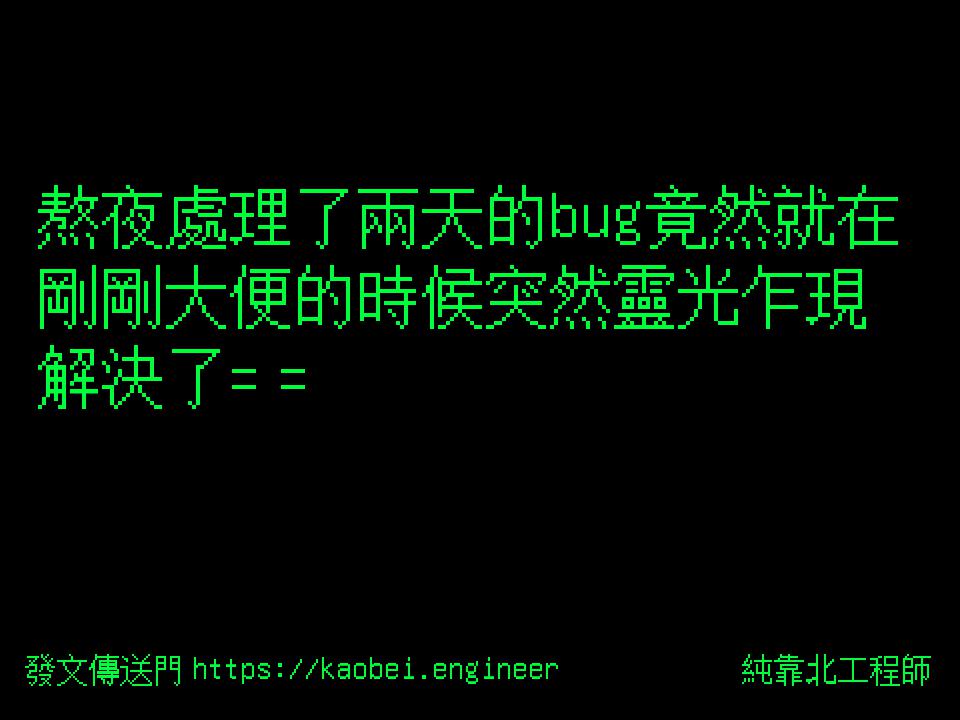 熬夜處理了兩天的bug竟然就在
剛剛大便的時候突然靈光乍現
解決了= =
發文傳送門 https://kaobei.engineer
純靠北工程師